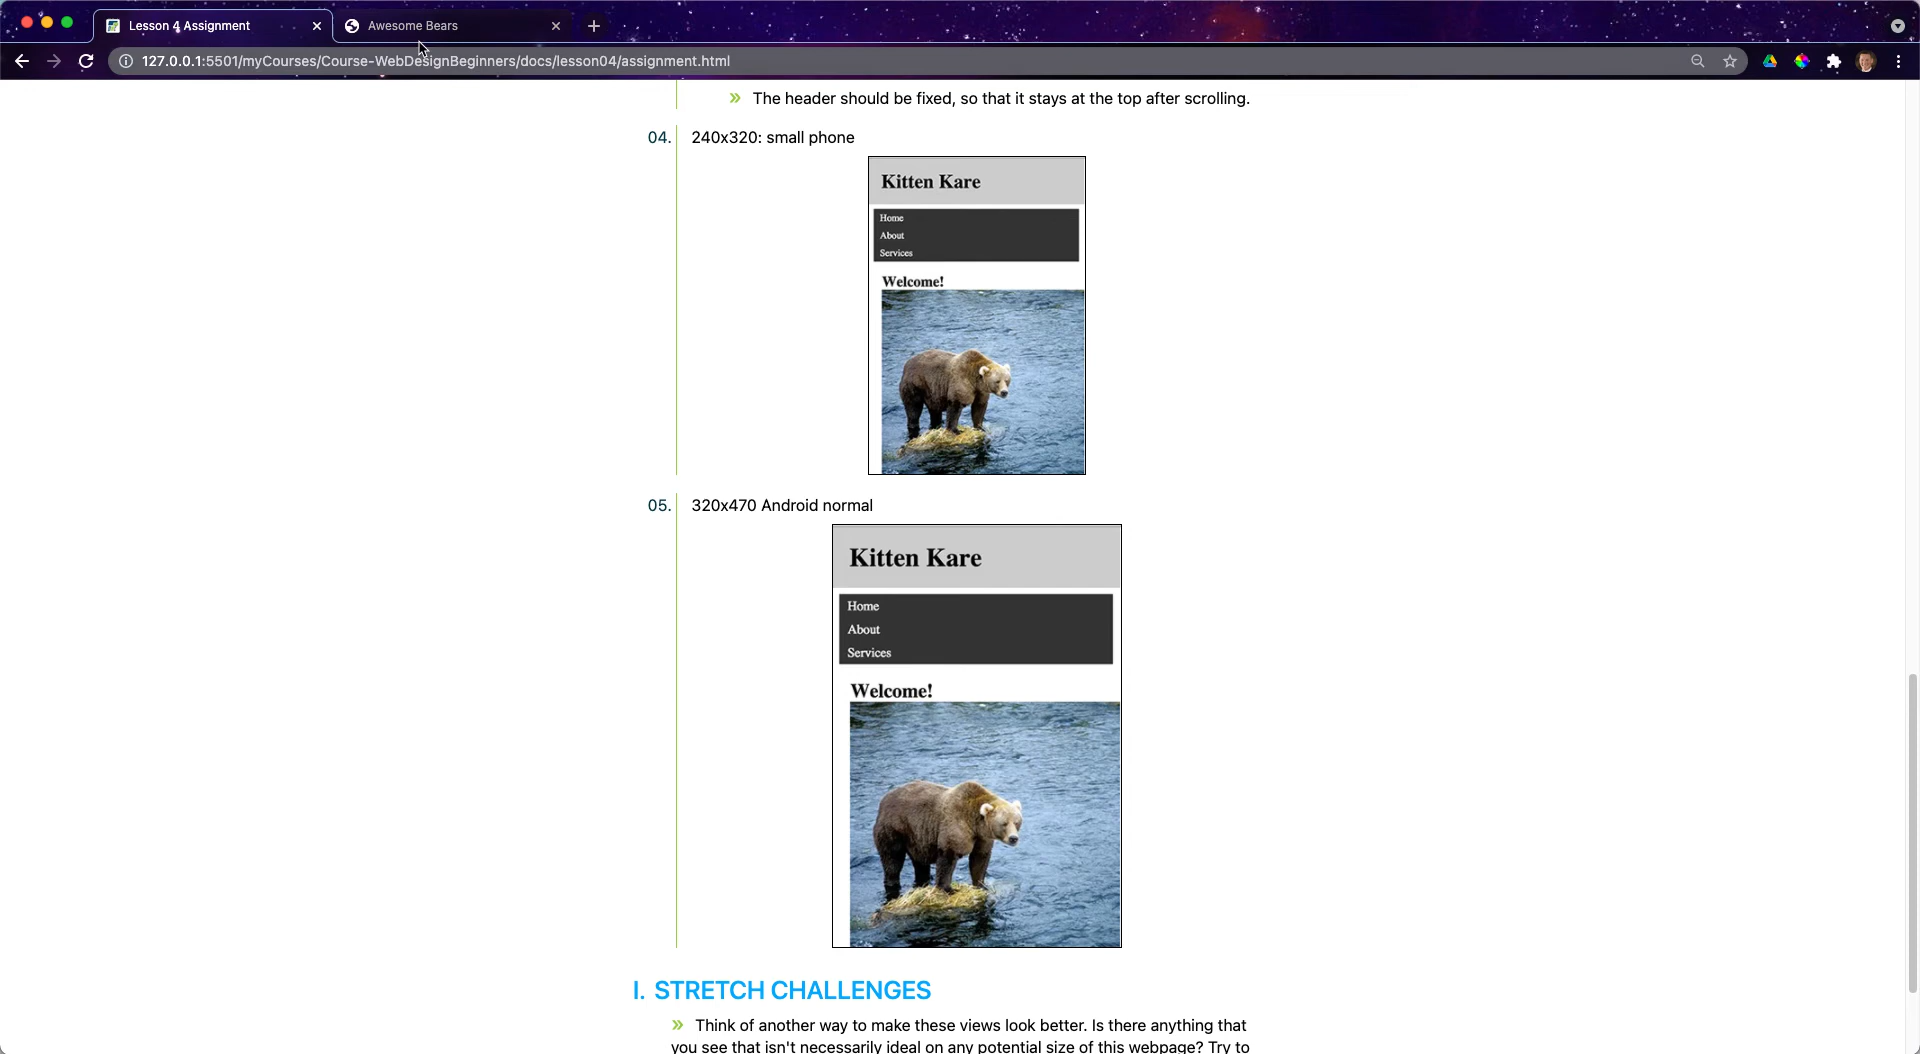 Lesson 4 Assignment
Awesome Bears
127.0.0.1:5501/myCourses/Course-WebDesignBeginners/docs/lesson04/assignment.html
» The header should be fixed, so that it stays at the top after scrolling.
04. 240x320: small phone
Kitten Kare
Home
About
Services
Welcome!
05. 320x470 Android normal
Kitten Kare
Home
About
Services
Welcome!
I. STRETCH CHALLENGES
» Think of another way to make these views look better. Is there anything that
you see that isn't necessarily ideal on any potential size of this webpage? Try to